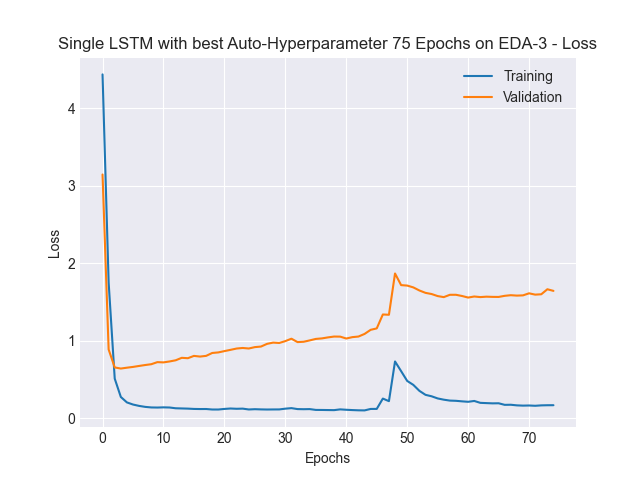 Single LSTM with best Auto-Hyperparameter 75 Epochs on EDA-3 - Loss
Training
Validation
4
3
2
1
0
Loss
0 10 20 30 40 50 60 70
Epochs